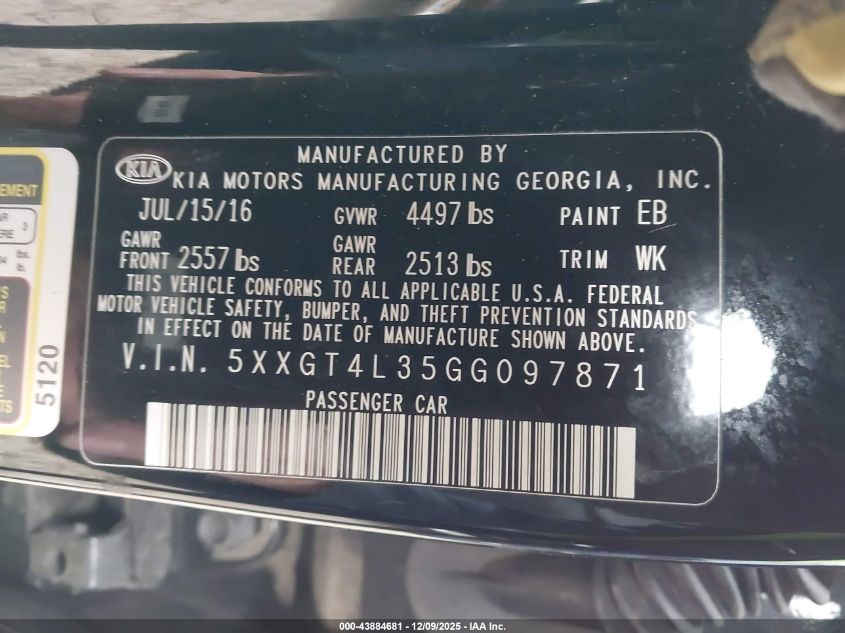 MANUFACTURED BY
KIA KIA MOTORS MANUFACTURING GEORGIA, INC.
JUL/15/16 GVWR 4497 lbs PAINT EB
GAWR FRONT 2557 lbs GAWR REAR 2513 lbs TRIM WK
THIS VEHICLE CONFORMS TO ALL APPLICABLE U.S.A. FEDERAL
MOTOR VEHICLE SAFETY, BUMPER, AND THEFT PREVENTION STANDARDS
IN EFFECT ON THE DATE OF MANUFACTURE SHOWN ABOVE.
V.I.N. 5XXGT4L35GG097871
PASSENGER CAR
3
lbs.
lb.
5120
000-43884681 - 12/09/2025 - IAA Inc.